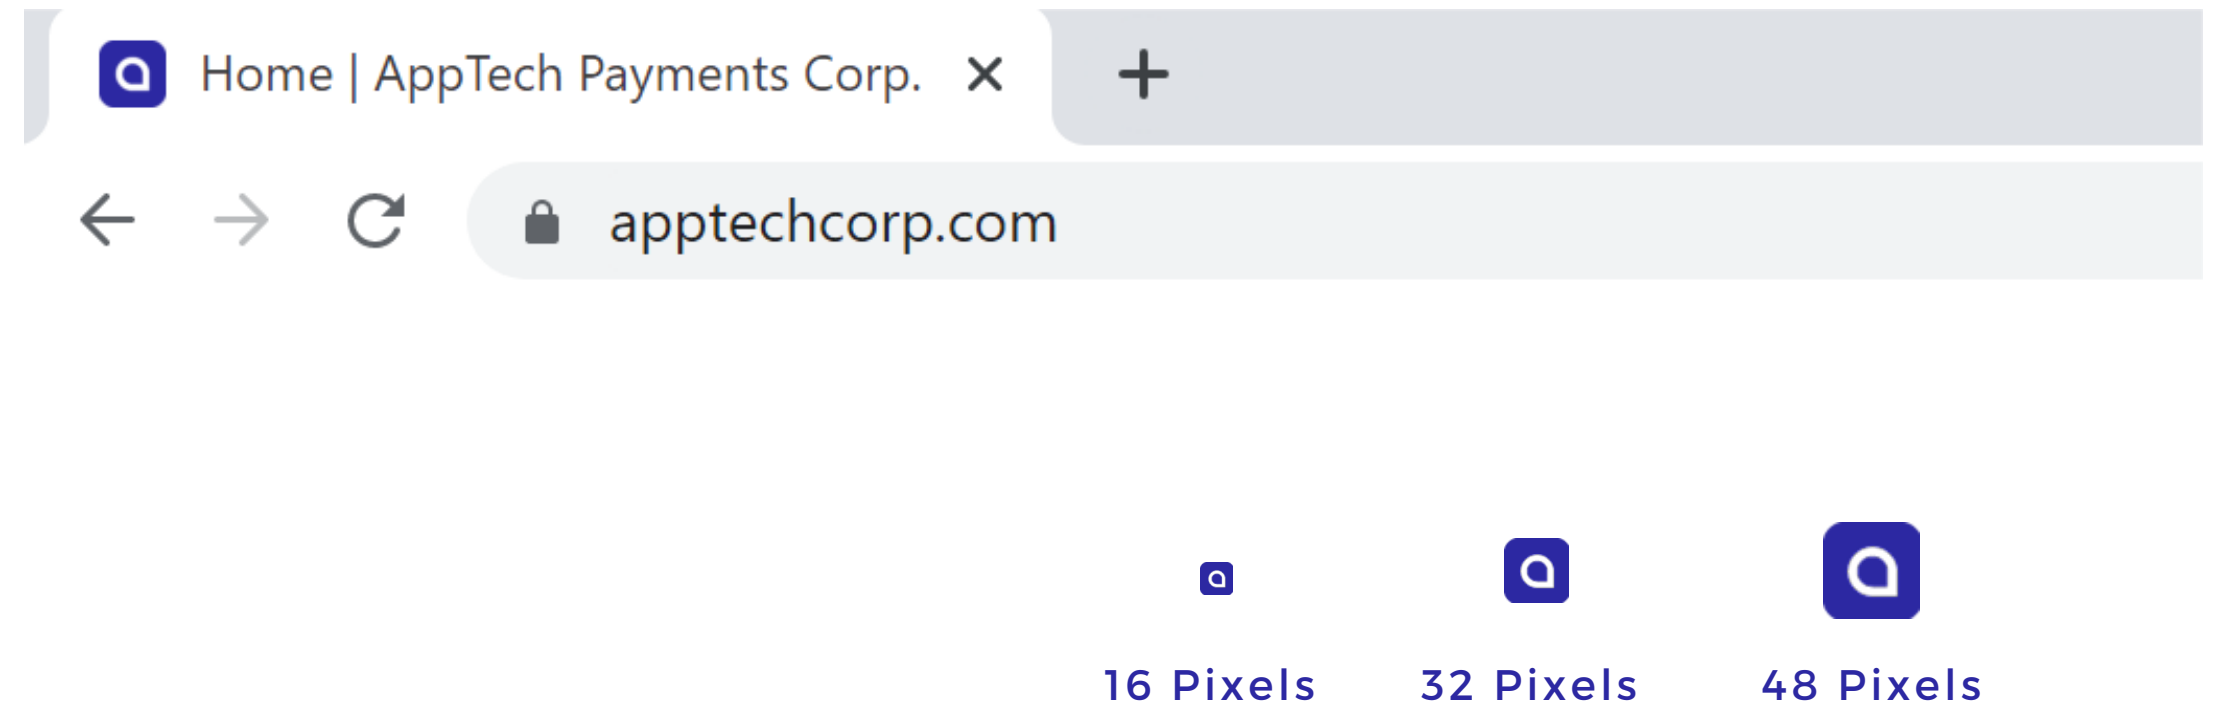 Home | AppTech Payments Corp.
apptechcorp.com
16 Pixels
32 Pixels
48 Pixels